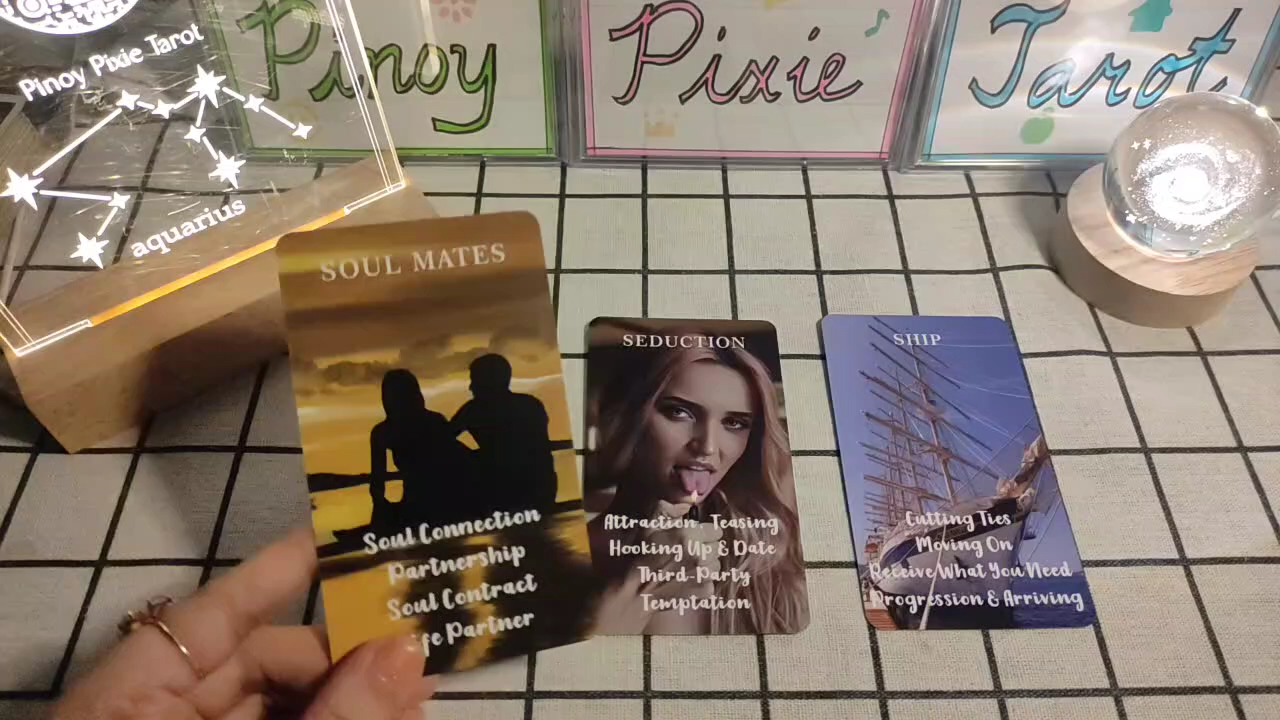 Pinoy Pixie Tarot
aquarius
Pinoy
Pixie
Tarot
SOUL MATES
Soul Connection
Partnership
Soul Contract
Partner
SEDUCTION
Attraction, Teasing
Hooking Up & Date
Third-Party
Temptation
SHIP
Cutting Ties
Moving On
Receive What You Need
Progression & Arriving